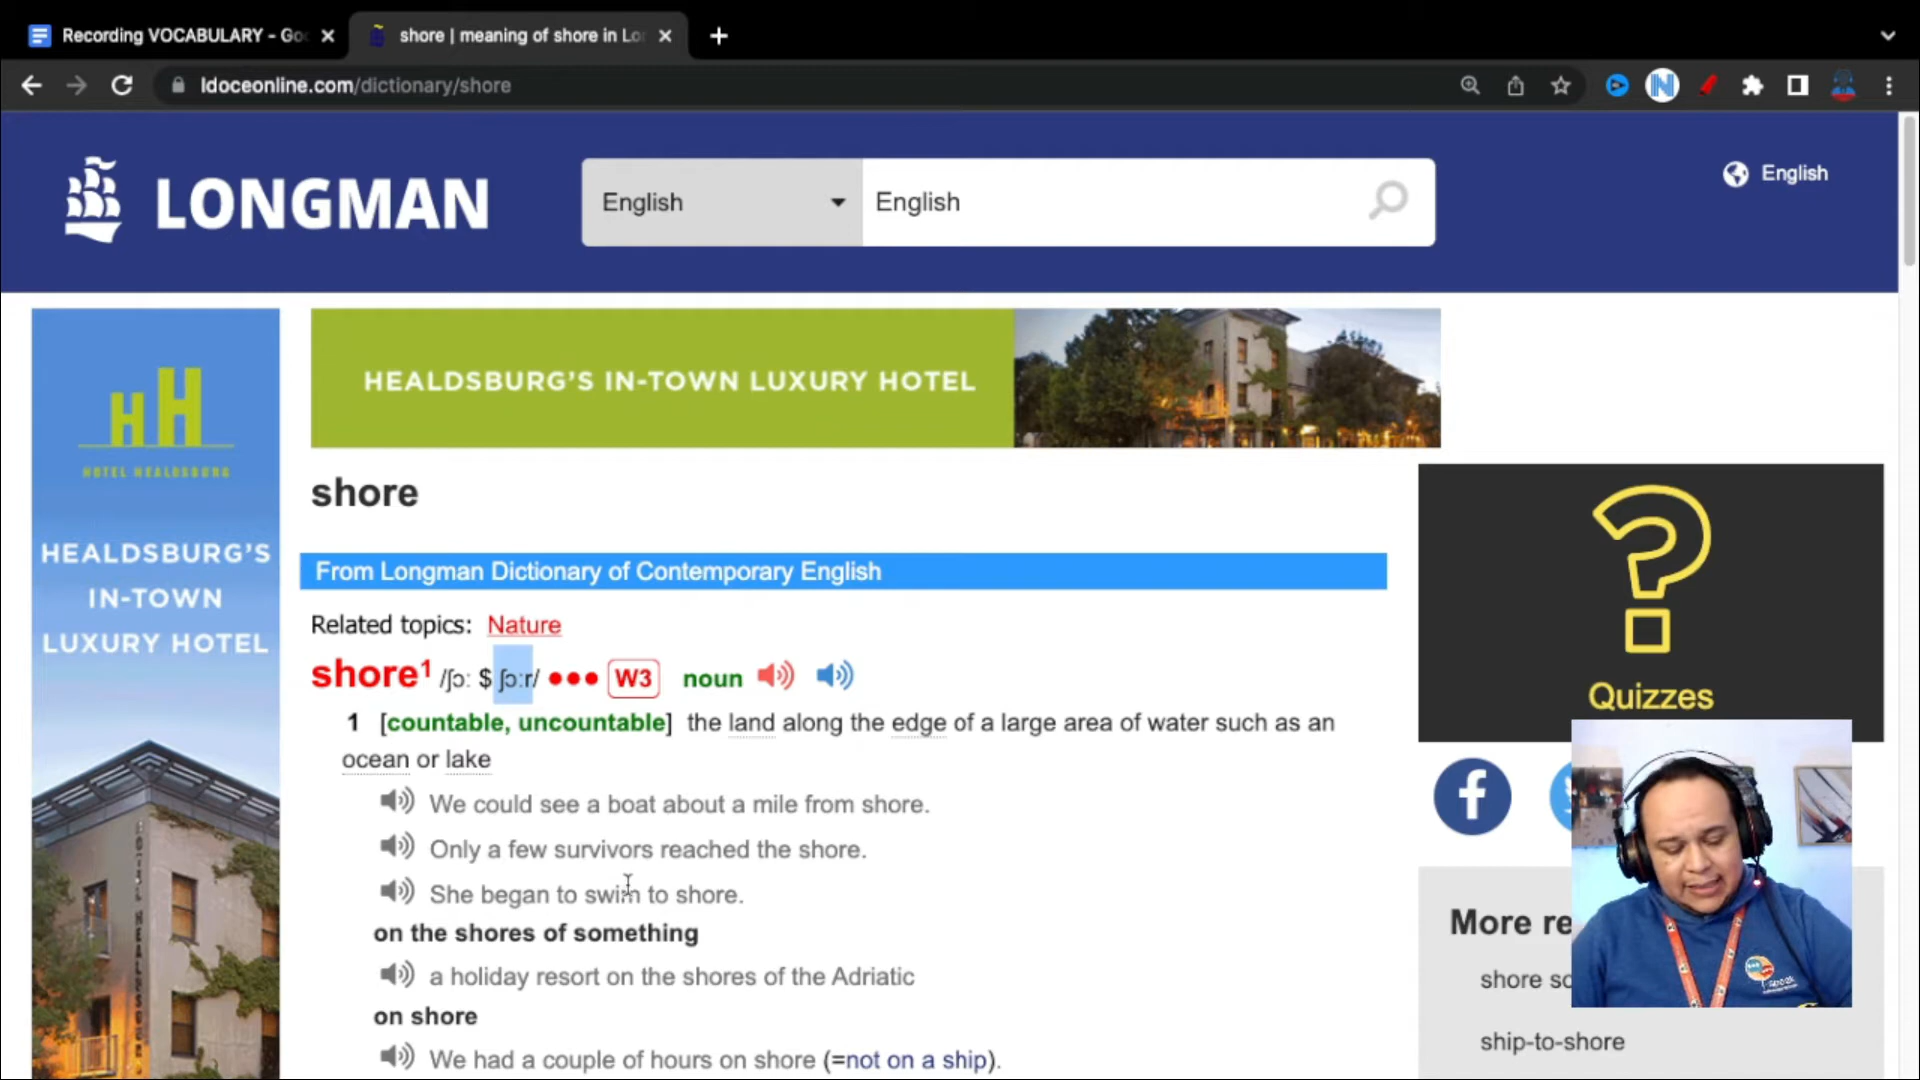 Recording VOCABULARY - Goo
shore | meaning of shore in Lo
ldoceonline.com/dictionary/shore
LONGMAN
English
English
English
HEALDSBURG'S IN-TOWN LUXURY HOTEL
HH
HOTEL HEALDSBURG
HEALDSBURG'S
IN-TOWN
LUXURY HOTEL
shore
From Longman Dictionary of Contemporary English
Related topics: Nature
shore1 /ʃɔː $ ʃɔːr/ ●●● W3 noun
1 [countable, uncountable] the land along the edge of a large area of water such as an
ocean or lake
We could see a boat about a mile from shore.
Only a few survivors reached the shore.
She began to swim to shore.
on the shores of something
a holiday resort on the shores of the Adriatic
on shore
We had a couple of hours on shore (=not on a ship).
?
Quizzes
More re
shore so
ship-to-shore